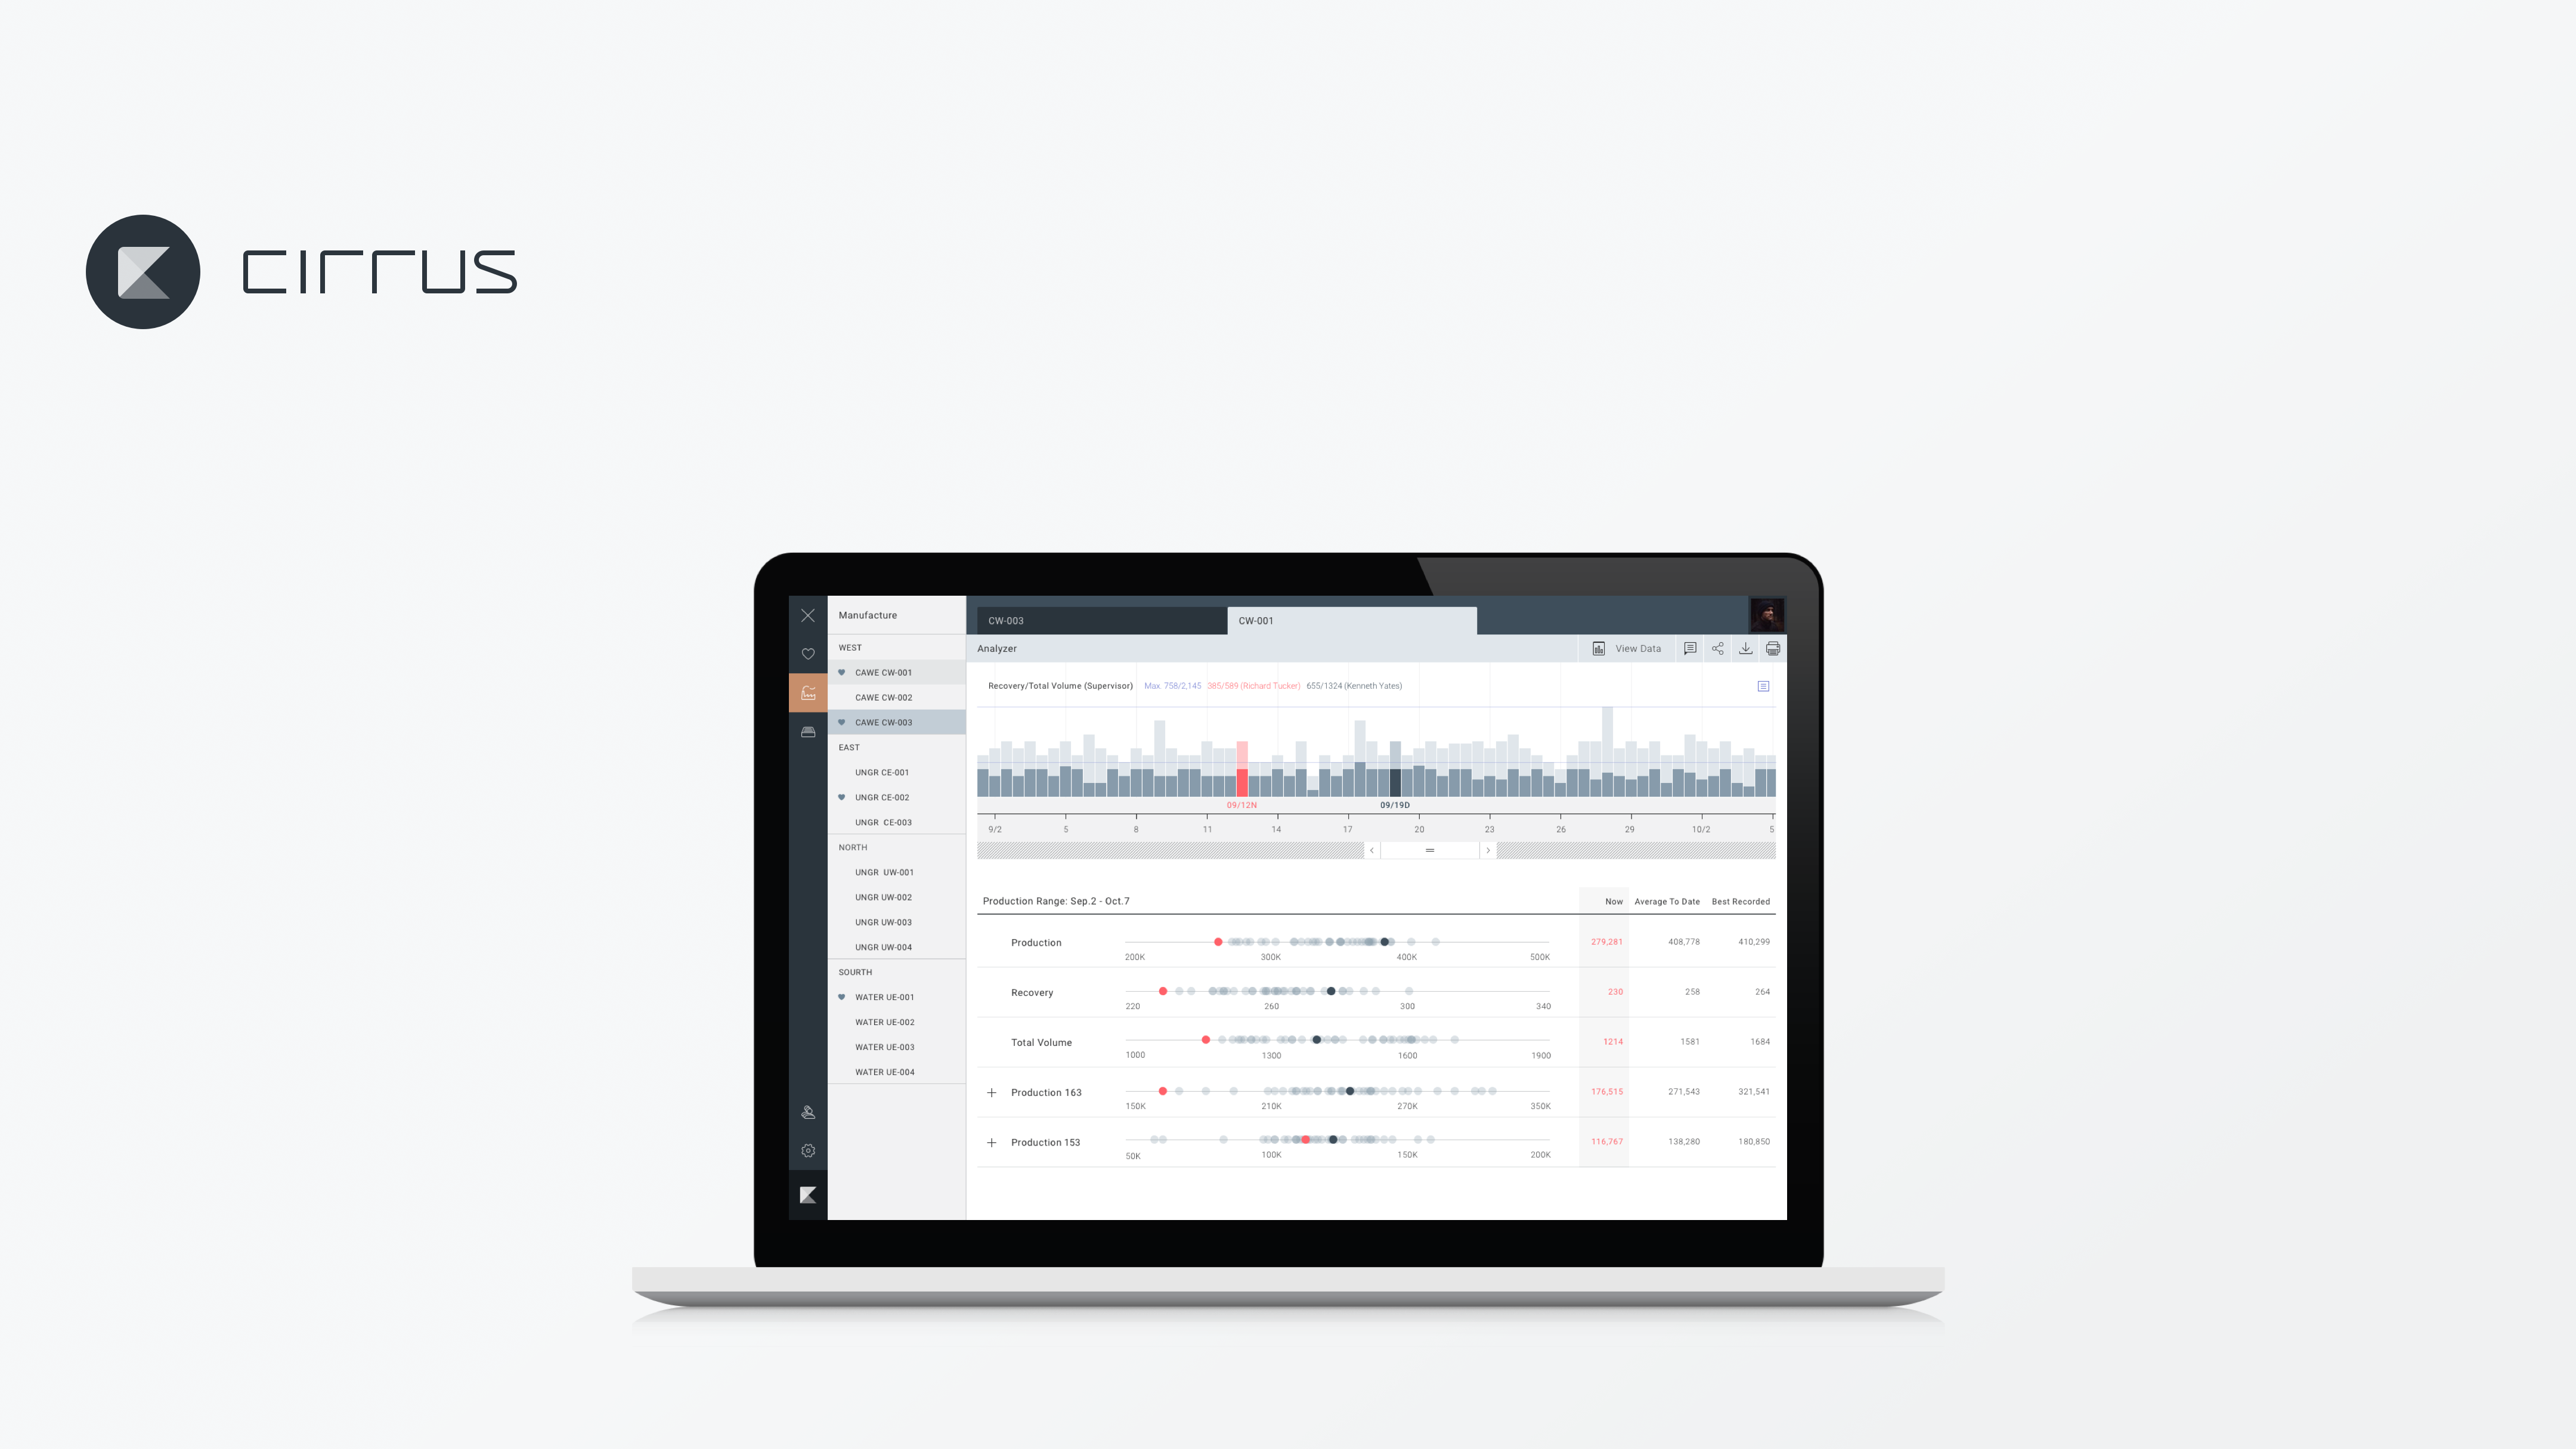 cirrus
Manufacture
WEST
CAWE CW-001
CAWE CW-002
CAWE CW-003
EAST
UNGR CE-001
UNGR CE-002
UNGR CE-003
NORTH
UNGR UW-001
UNGR UW-002
UNGR UW-003
UNGR UW-004
SOURTH
WATER UE-001
WATER UE-002
WATER UE-003
WATER UE-004
CW-003 CW-001
Analyzer View Data
Recovery/Total Volume (Supervisor) Max. 758/2,145 385/589 (Richard Tucker) 655/1324 (Kenneth Yates)
09/12N 09/19D
9/2 5 8 11 14 17 20 23 26 29 10/2 5
Production Range: Sep.2 - Oct.7 Now Average To Date Best Recorded
Production 279,281 408,778 410,299
200K 300K 400K 500K
Recovery 230 258 264
220 260 300 340
Total Volume 1214 1581 1684
1000 1300 1600 1900
Production 163 176,515 271,543 321,541
150K 210K 270K 350K
Production 153 116,767 138,280 180,850
50K 100K 150K 200K